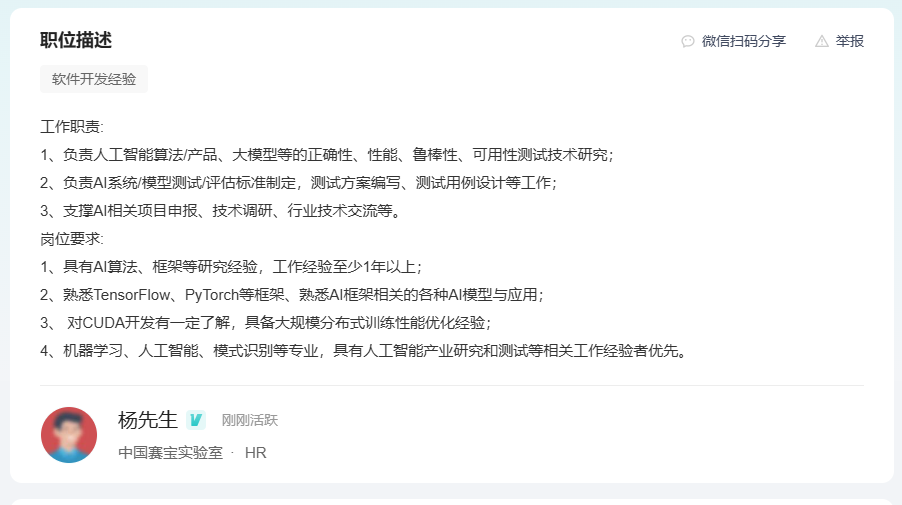 职位描述
微信扫码分享
举报
软件开发经验
工作职责:
1、负责人工智能算法/产品、大模型等的正确性、性能、鲁棒性、可用性测试技术研究;
2、负责AI系统/模型测试/评估标准制定，测试方案编写、测试用例设计等工作;
3、支撑AI相关项目申报、技术调研、行业技术交流等。
岗位要求:
1、具有AI算法、框架等研究经验，工作经验至少1年以上;
2、熟悉TensorFlow、PyTorch等框架、熟悉AI框架相关的各种AI模型与应用;
3、 对CUDA开发有一定了解，具备大规模分布式训练性能优化经验;
4、机器学习、人工智能、模式识别等专业，具有人工智能产业研究和测试等相关工作经验者优先。
杨先生 刚刚活跃
中国赛宝实验室 · HR